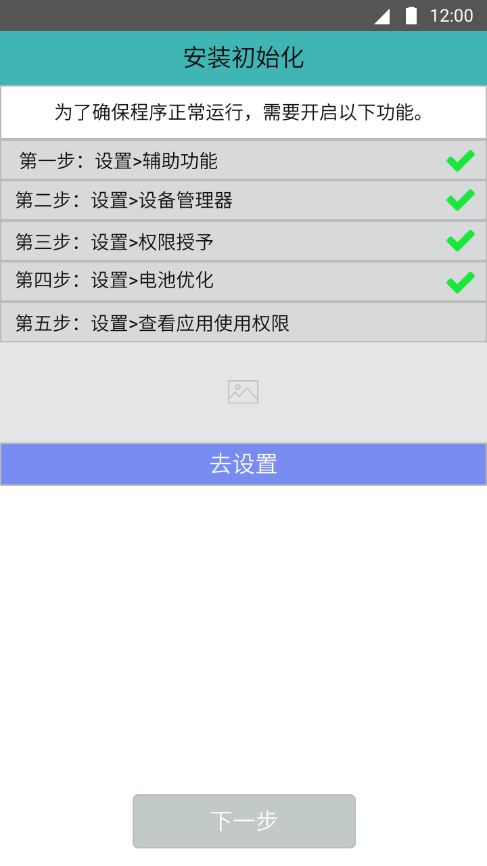 12:00
安装初始化
为了确保程序正常运行，需要开启以下功能。
第一步：设置>辅助功能
第二步：设置>设备管理器
第三步：设置>权限授予
第四步：设置>电池优化
第五步：设置>查看应用使用权限
去设置
下一步